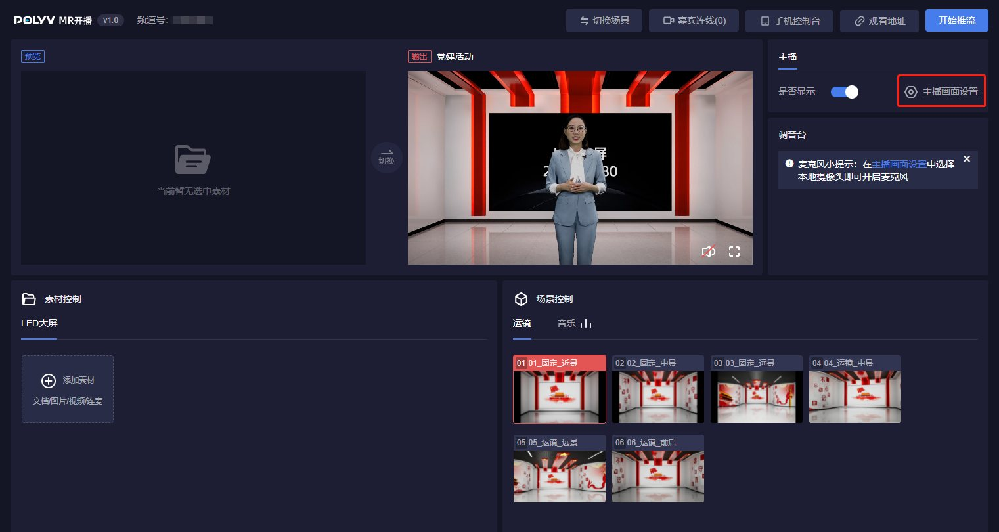 POLYV MR开播 v1.0 频道号:
切换场景 嘉宾连线(0) 手机控制台 观看地址 开始推流
预览
当前暂无选中素材
切换
输出 党建活动
屏
2 80
主播
是否显示 主播画面设置
调音台
麦克风小提示：在主播画面设置中选择
本地摄像头即可开启麦克风
素材控制
LED大屏
添加素材
文档/图片/视频/连麦
场景控制
运镜 音乐
01 01_固定_近景
02 02_固定_中景
03 03_固定_远景
04 04_运镜_中景
05 05_运镜_远景
06 06_运镜_前后